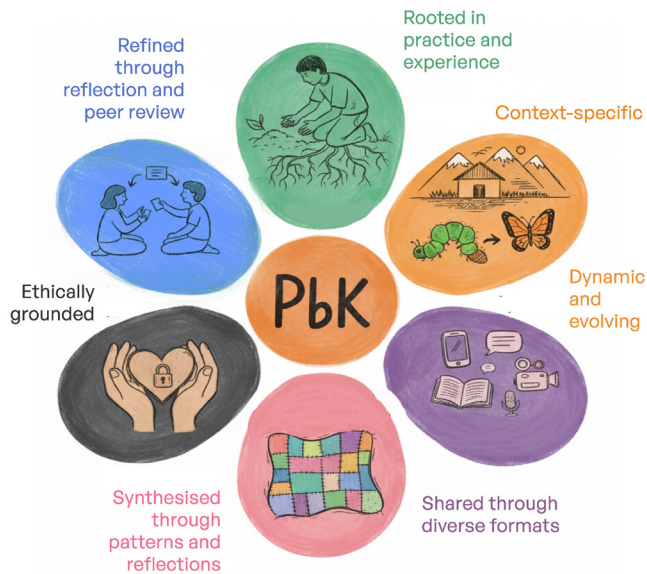 Rooted in
practice and
experience
Refined
through
reflection and
peer review
Context-specific
PbK
Dynamic
and
evolving
Ethically
grounded
Synthesised
through
patterns and
reflections
Shared through
diverse formats